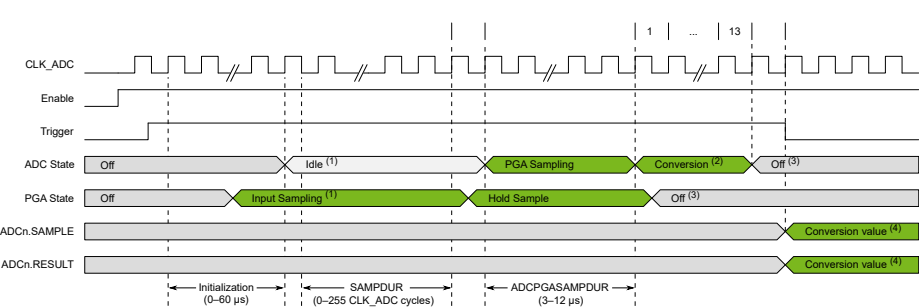 1 ... 13
CLK_ADC
Enable
Trigger
ADC State Off Idle (1) PGA Sampling Conversion (2) Off (3)
PGA State Off Input Sampling (1) Hold Sample Off (3)
ADCn.SAMPLE Conversion value (4)
ADCn.RESULT Conversion value (4)
Initialization SAMPDUR ADCPGASAMPDUR
(0–60 µs) (0–255 CLK_ADC cycles) (3–12 µs)